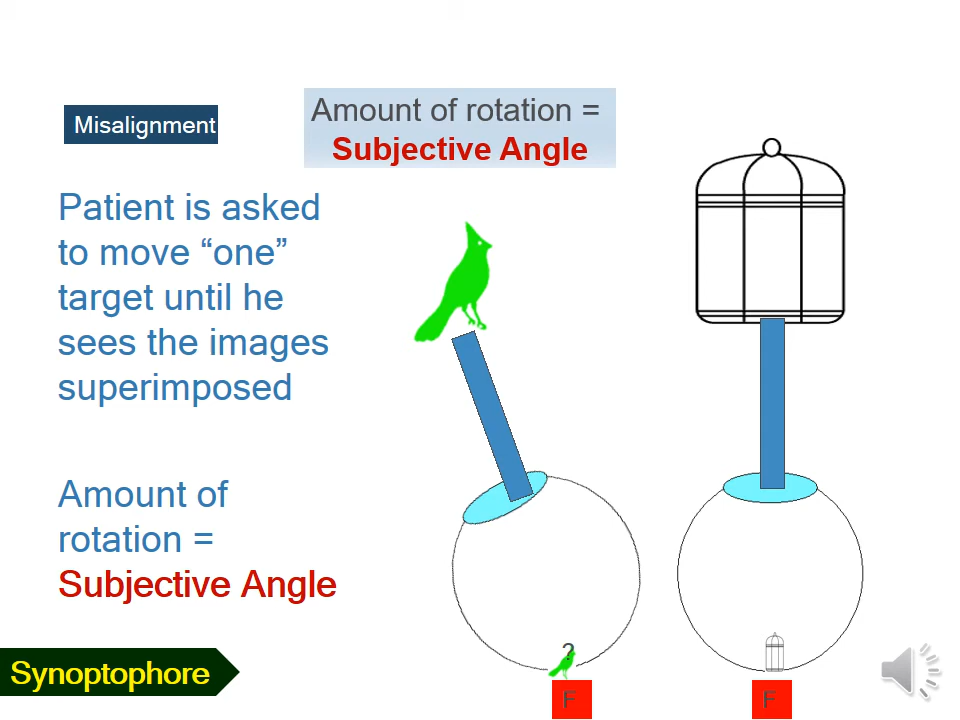 Misalignment
Amount of rotation =
Subjective Angle
Patient is asked
to move “one”
target until he
sees the images
superimposed
Amount of
rotation =
Subjective Angle
Synoptophore
?
F
F